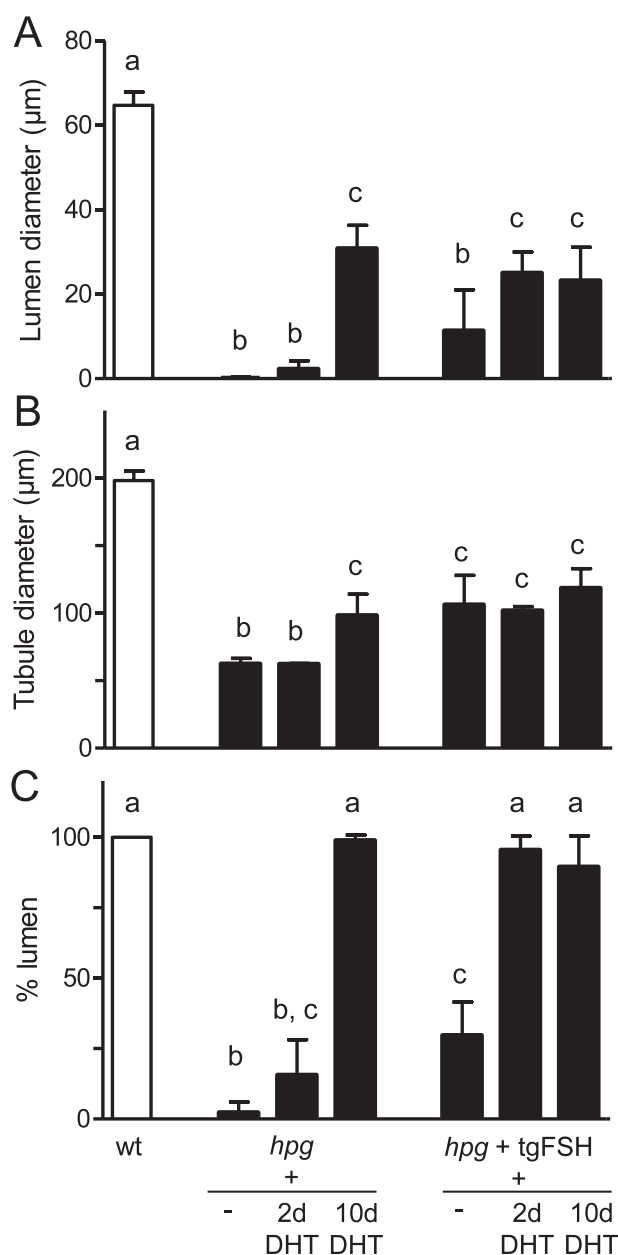 A
Lumen diameter (µm)
80
60
40
20
0
a
b
b
c
b
c
c
B
Tubule diameter (µm)
200
100
0
a
b
b
c
c
c
c
C
% lumen
100
50
0
a
b
b, c
a
c
a
a
wt
hpg
hpg + tgFSH
+
+
- 2d 10d - 2d 10d
DHT DHT DHT DHT